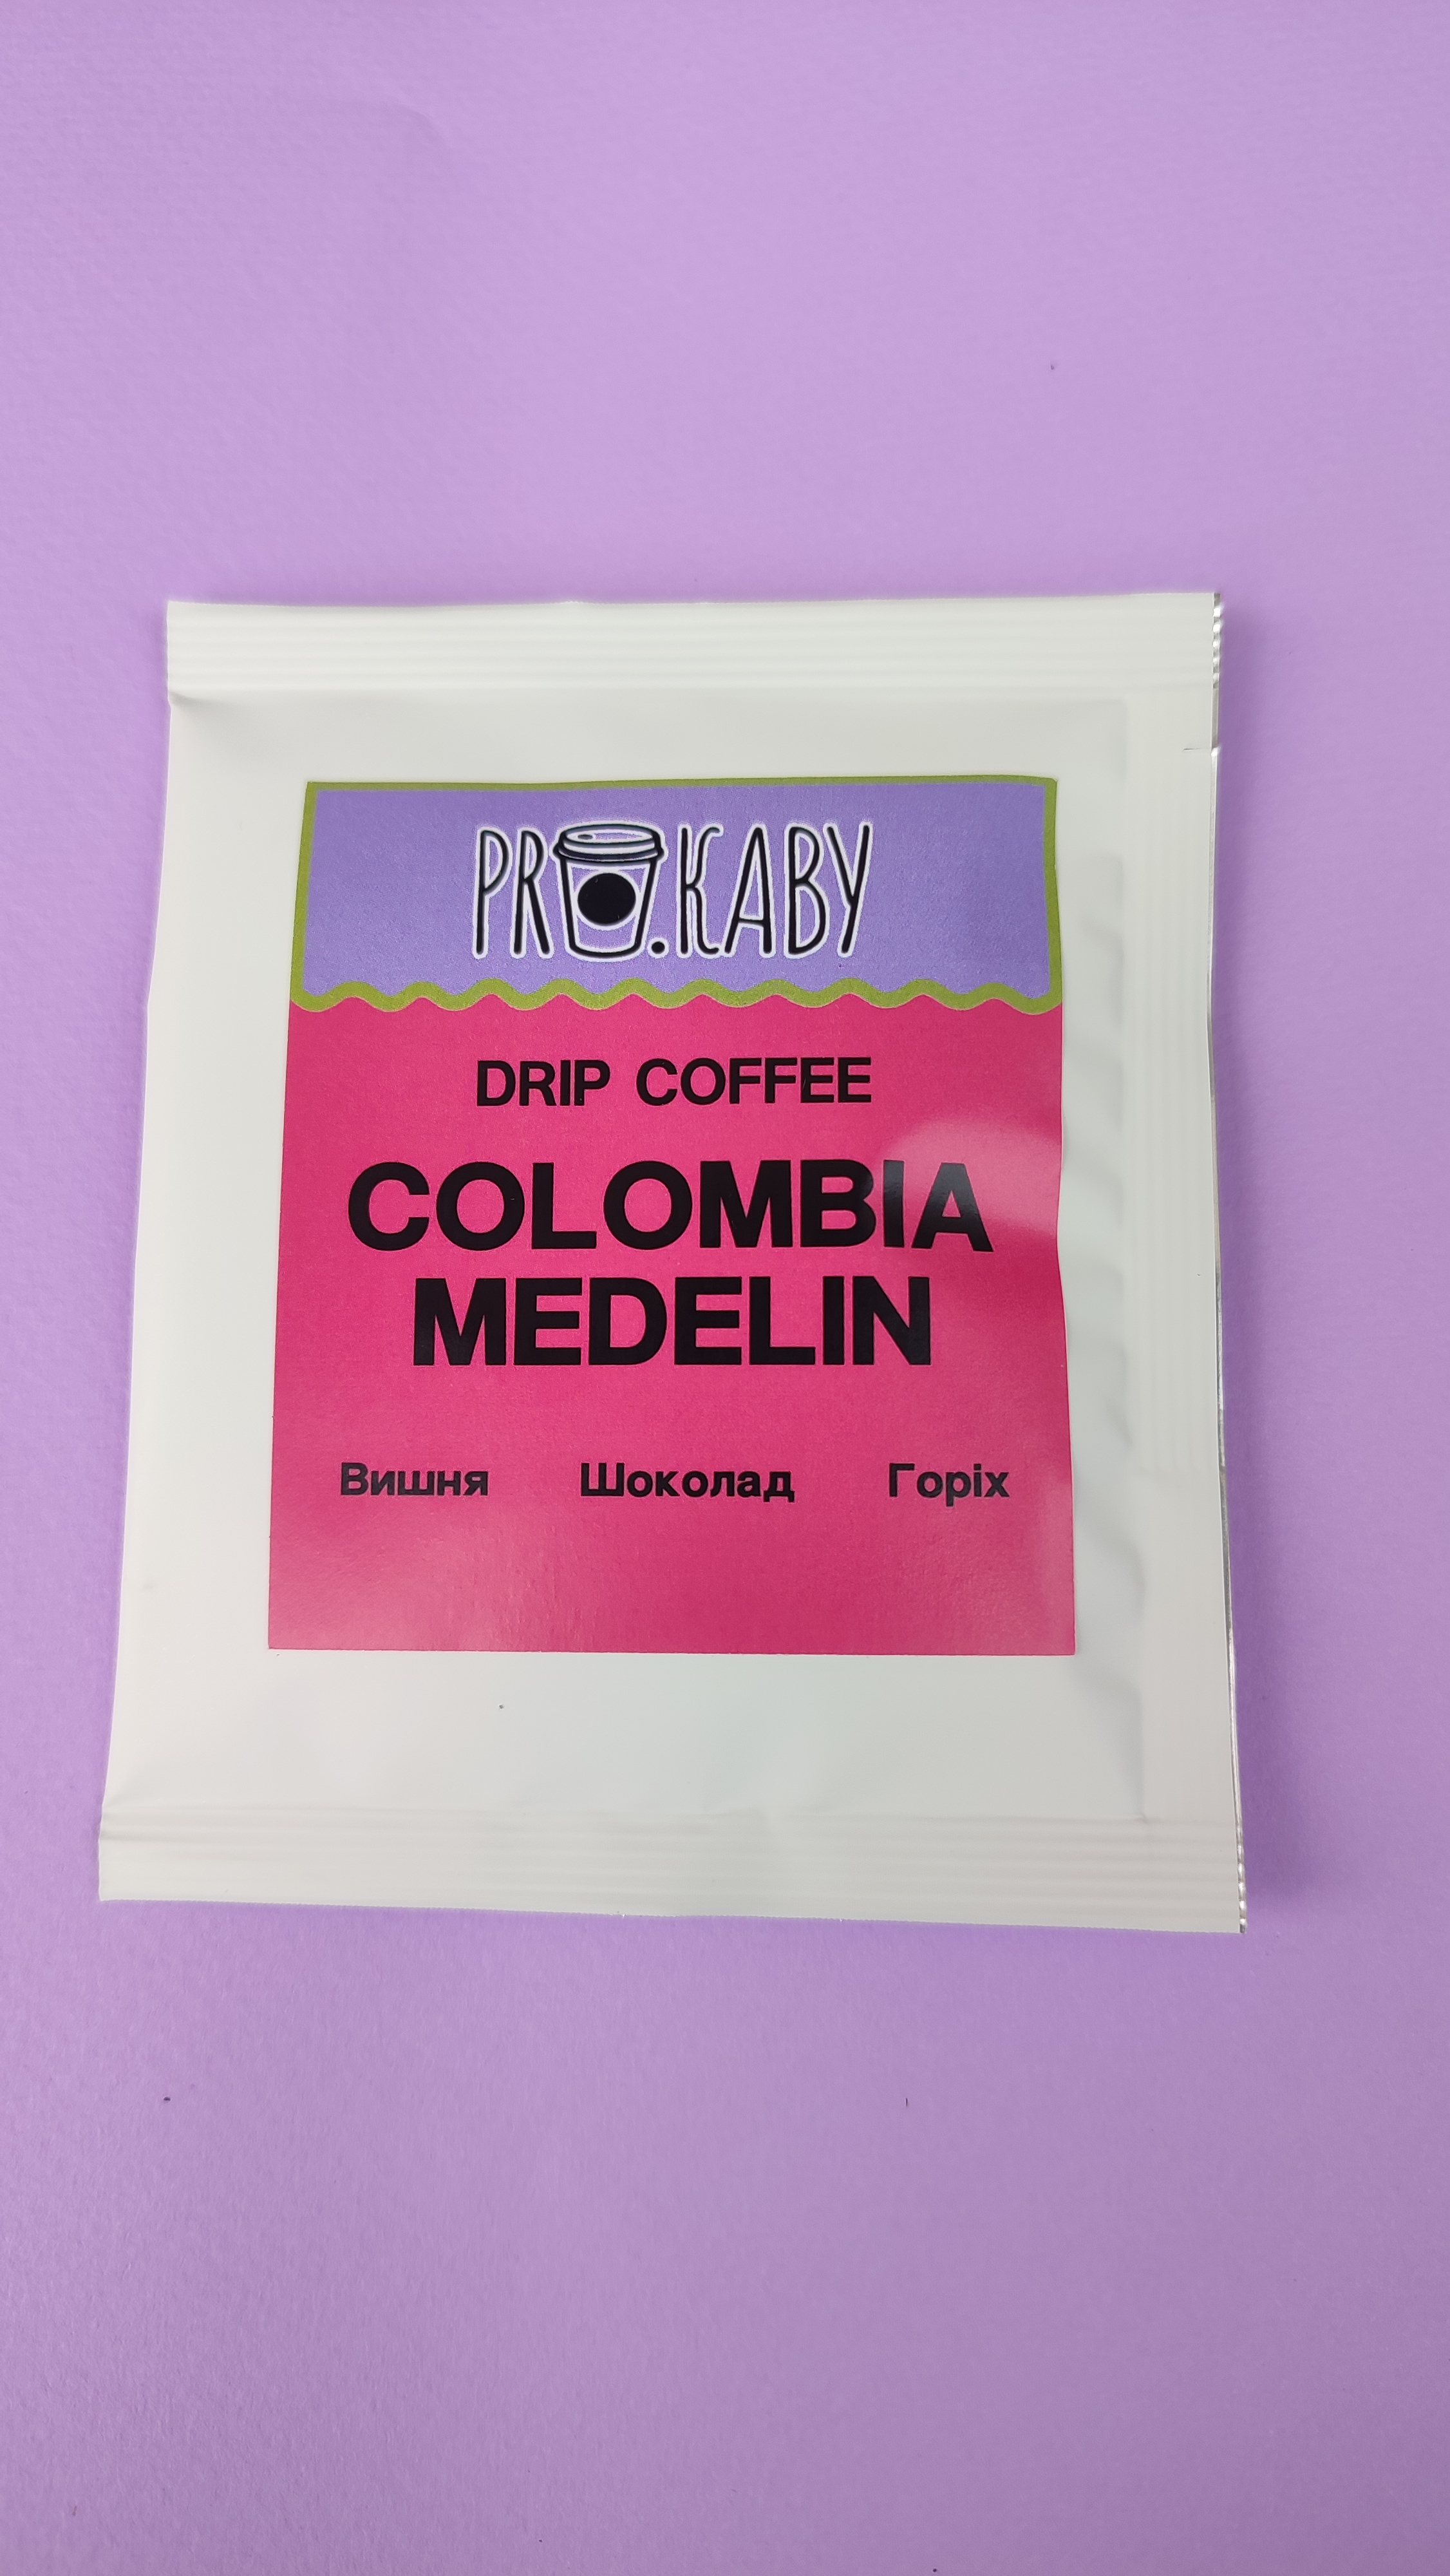 PRO.KABY
DRIP COFFEE
COLOMBIA
MEDELIN
Вишня Шоколад Горіх